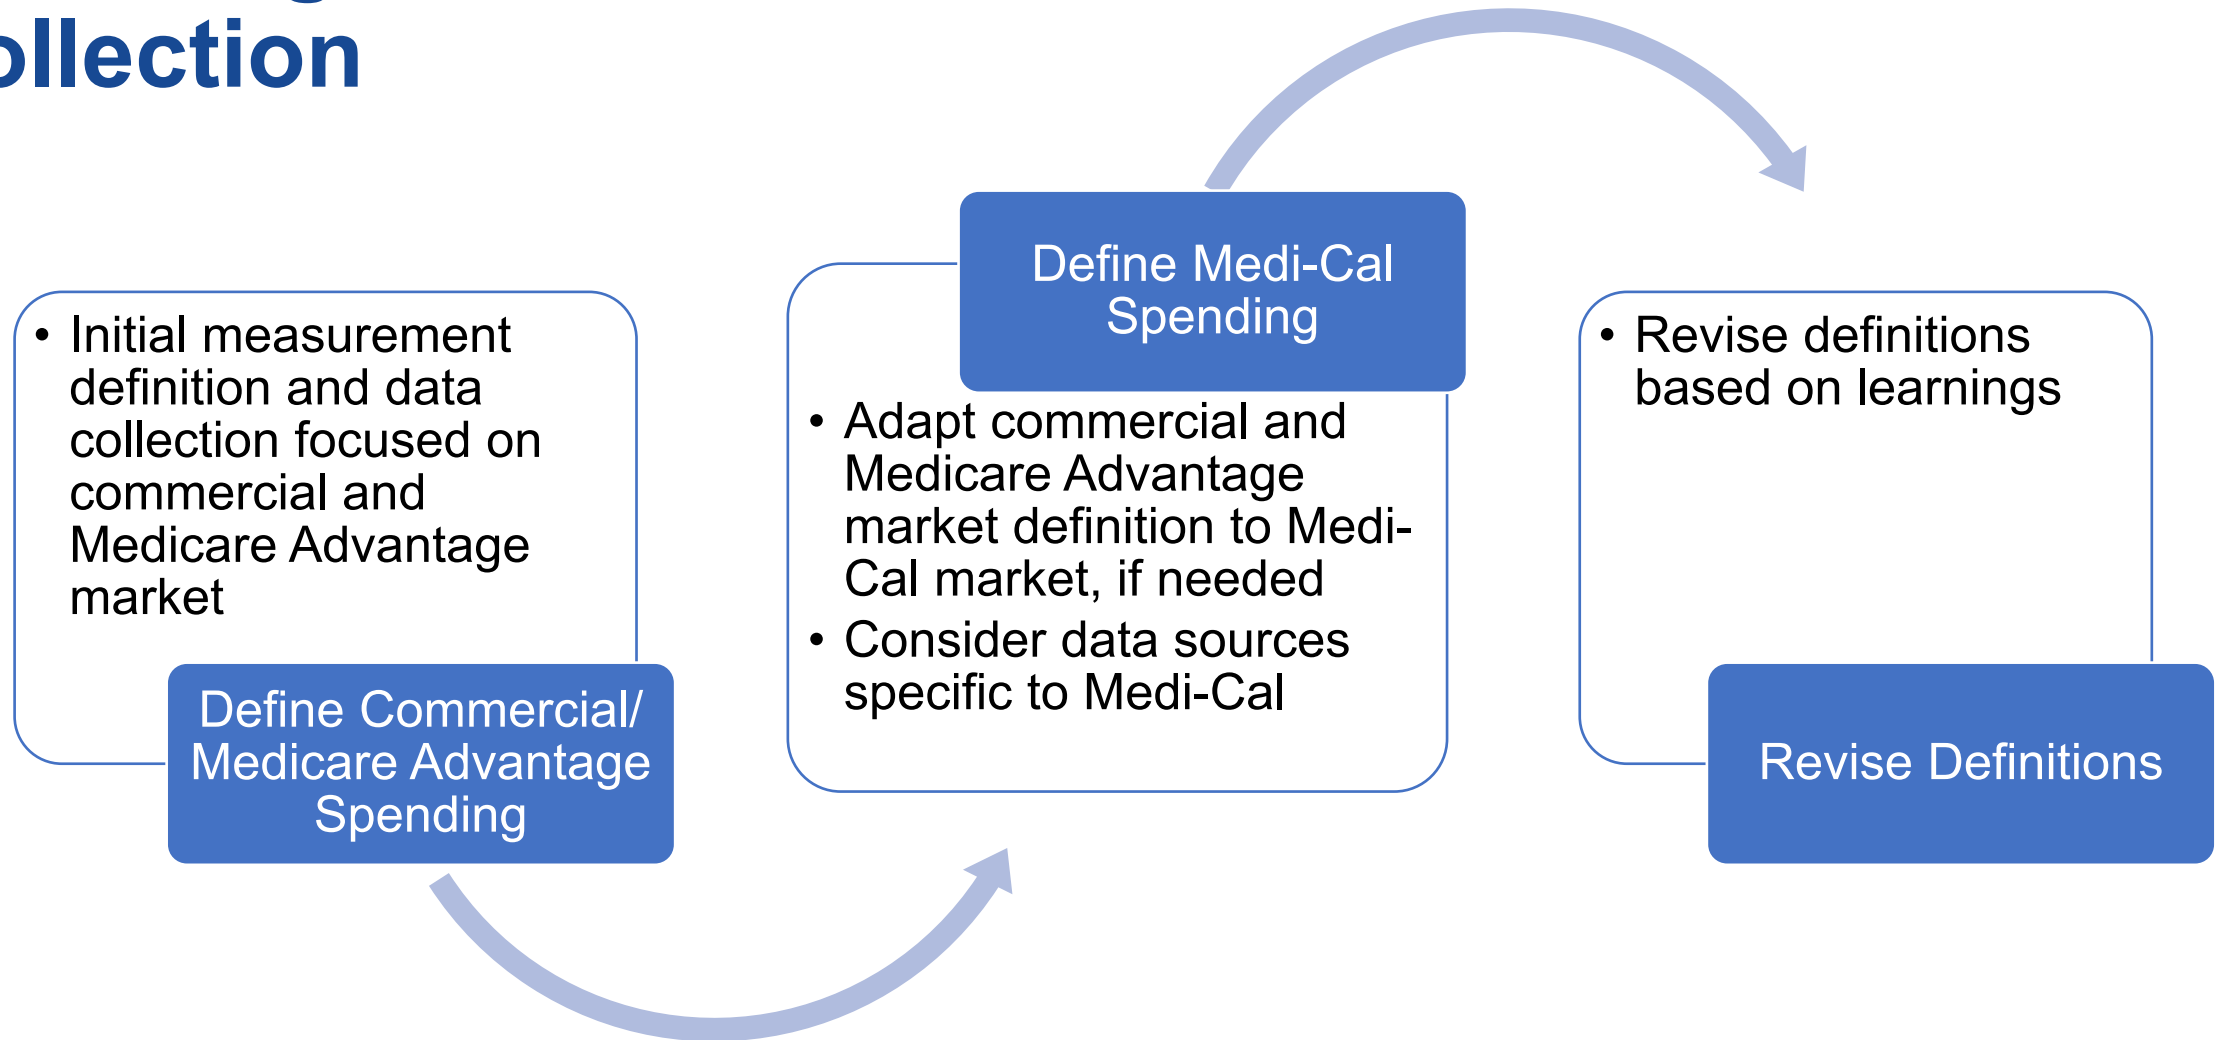 ollection
• Initial measurement
definition and data
collection focused on
commercial and
Medicare Advantage
market
Define Commercial/
Medicare Advantage
Spending
Define Medi-Cal
Spending
• Adapt commercial and
Medicare Advantage
market definition to Medi-
Cal market, if needed
• Consider data sources
specific to Medi-Cal
• Revise definitions
based on learnings
Revise Definitions